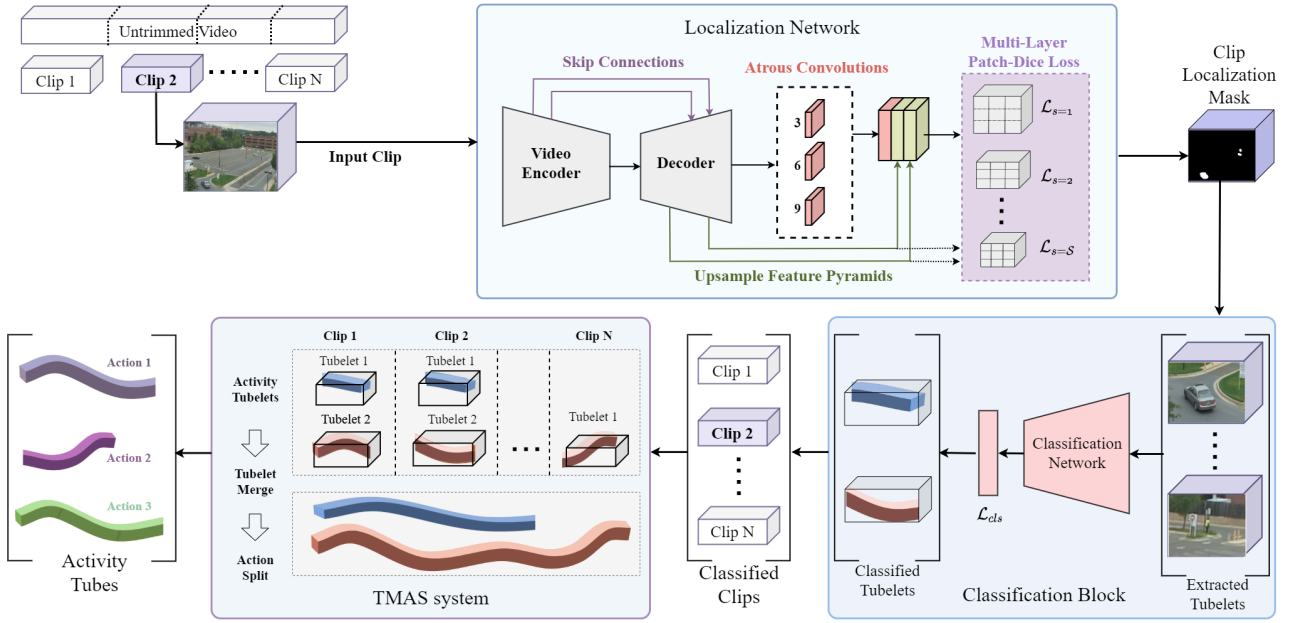 Untrimmed Video
Clip 1
Clip 2
Clip N
Input Clip
Localization Network
Skip Connections
Atrous Convolutions
Multi-Layer
Patch-Dice Loss
Video
Encoder
Decoder
3
6
9
ℒs=1
ℒs=2
ℒs=𝒮
Upsample Feature Pyramids
Clip
Localization
Mask
Action 1
Action 2
Action 3
Activity
Tubes
Clip 1
Clip 2
Clip N
Activity
Tubelets
Tubelet
Merge
Action
Split
Tubelet 1
Tubelet 1
Tubelet 2
Tubelet 2
Tubelet 1
TMAS system
Clip 1
Clip 2
Clip N
Classified
Clips
Classified
Tubelets
ℒcls
Classification
Network
Extracted
Tubelets
Classification Block